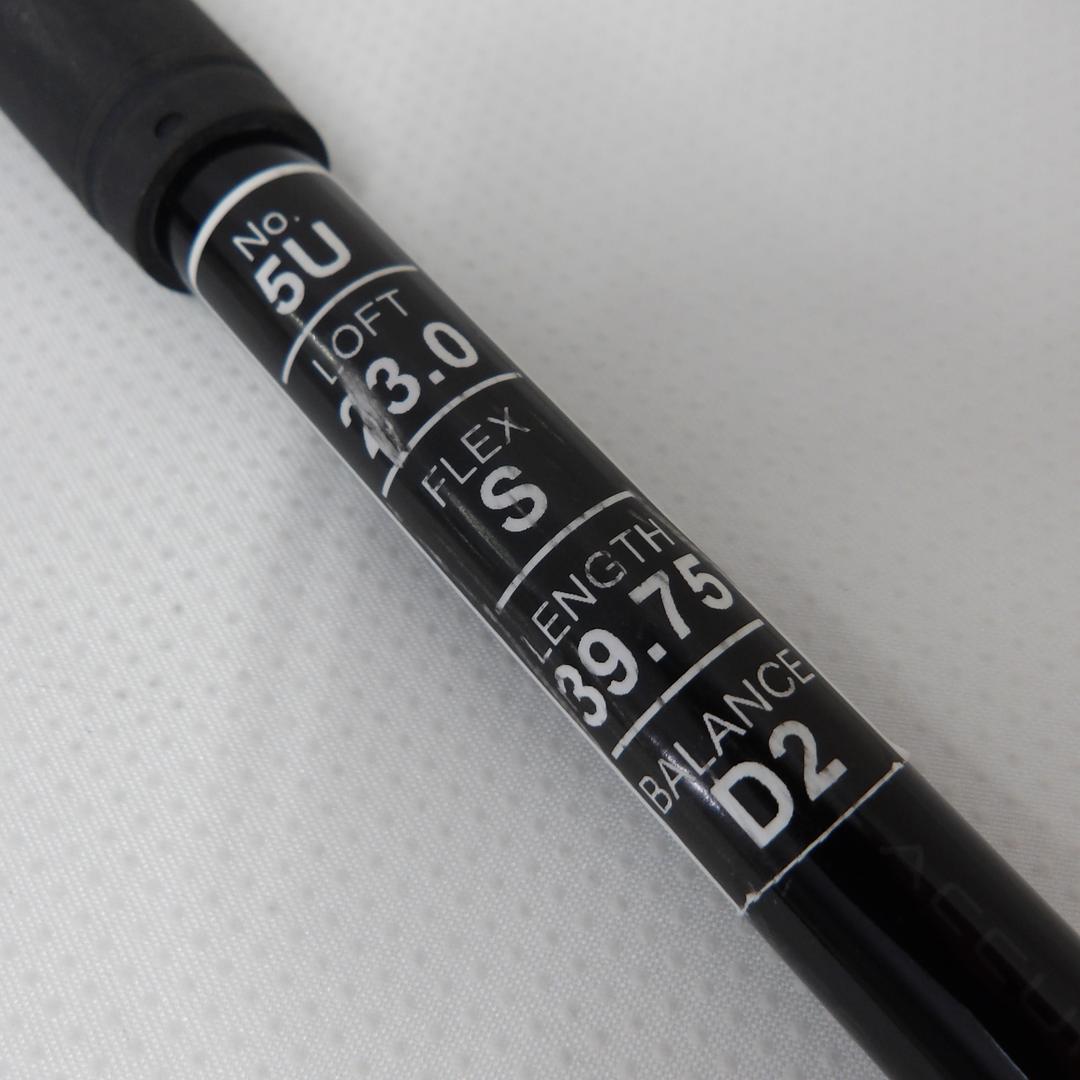 No.
5U
LOFT
23.0
FLEX
S
LENGTH
39.75
BALANCE
D2